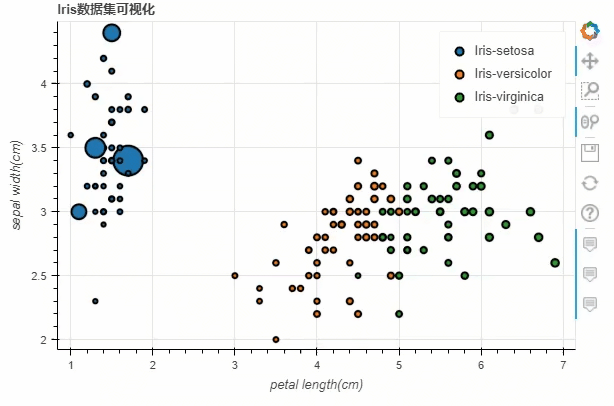 Iris数据集可视化
Iris-setosa
Iris-versicolor
Iris-virginica
4
3.5
3
2.5
2
sepal width(cm)
1
2
3
4
5
6
7
petal length(cm)